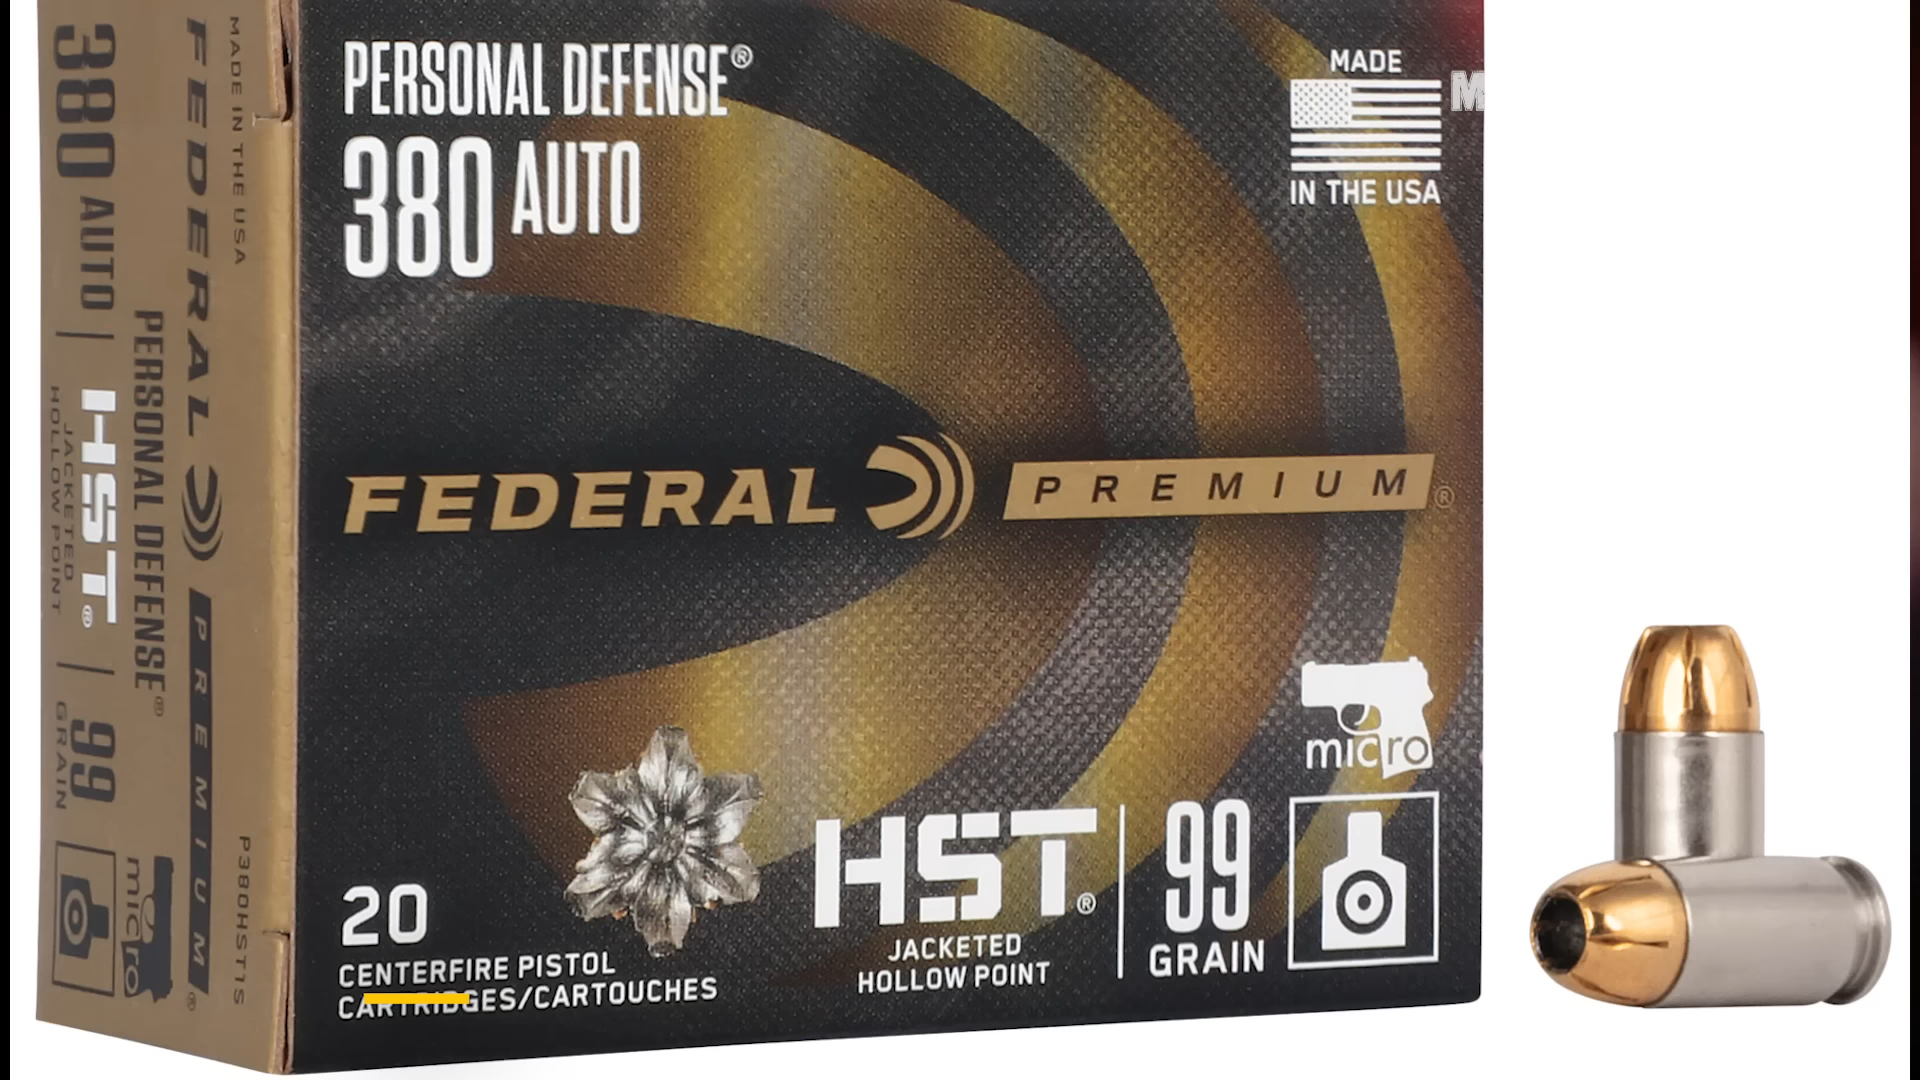 380 AUTO | HST® | 99
JACKETED
HOLLOW POINT
GRAIN
micro
PERSONAL DEFENSE®
FEDERAL PREMIUM®
MADE IN THE USA
P380HST1S
PERSONAL DEFENSE®
380 AUTO
MADE
IN THE USA
M
FEDERAL PREMIUM®
micro
20
CENTERFIRE PISTOL
CARTRIDGES/CARTOUCHES
HST®
JACKETED
HOLLOW POINT
99
GRAIN